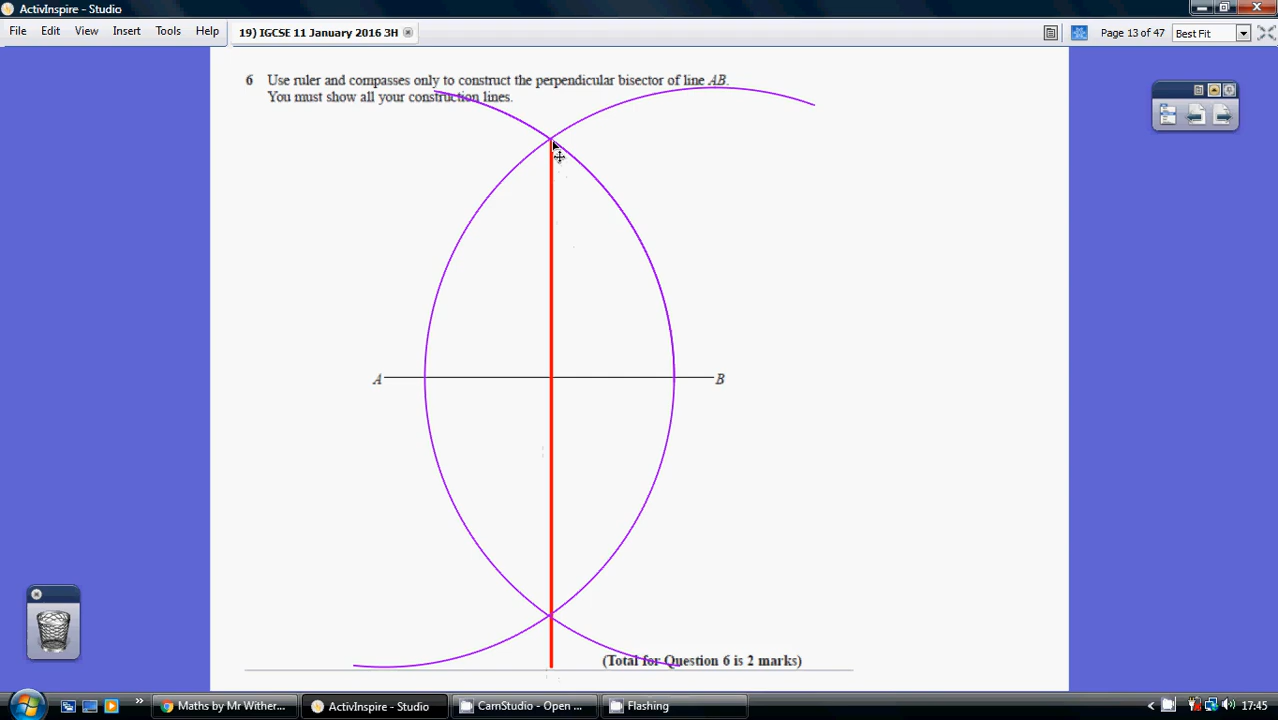 ActivInspire - Studio
File Edit View Insert Tools Help
19) IGCSE 11 January 2016 3H
Page 13 of 47
Best Fit
6 Use ruler and compasses only to construct the perpendicular bisector of line AB.
You must show all your construction lines.
A
B
(Total for Question 6 is 2 marks)
Maths by Mr Wither...
ActivInspire - Studio
CamStudio - Open ...
Flashing
17:45